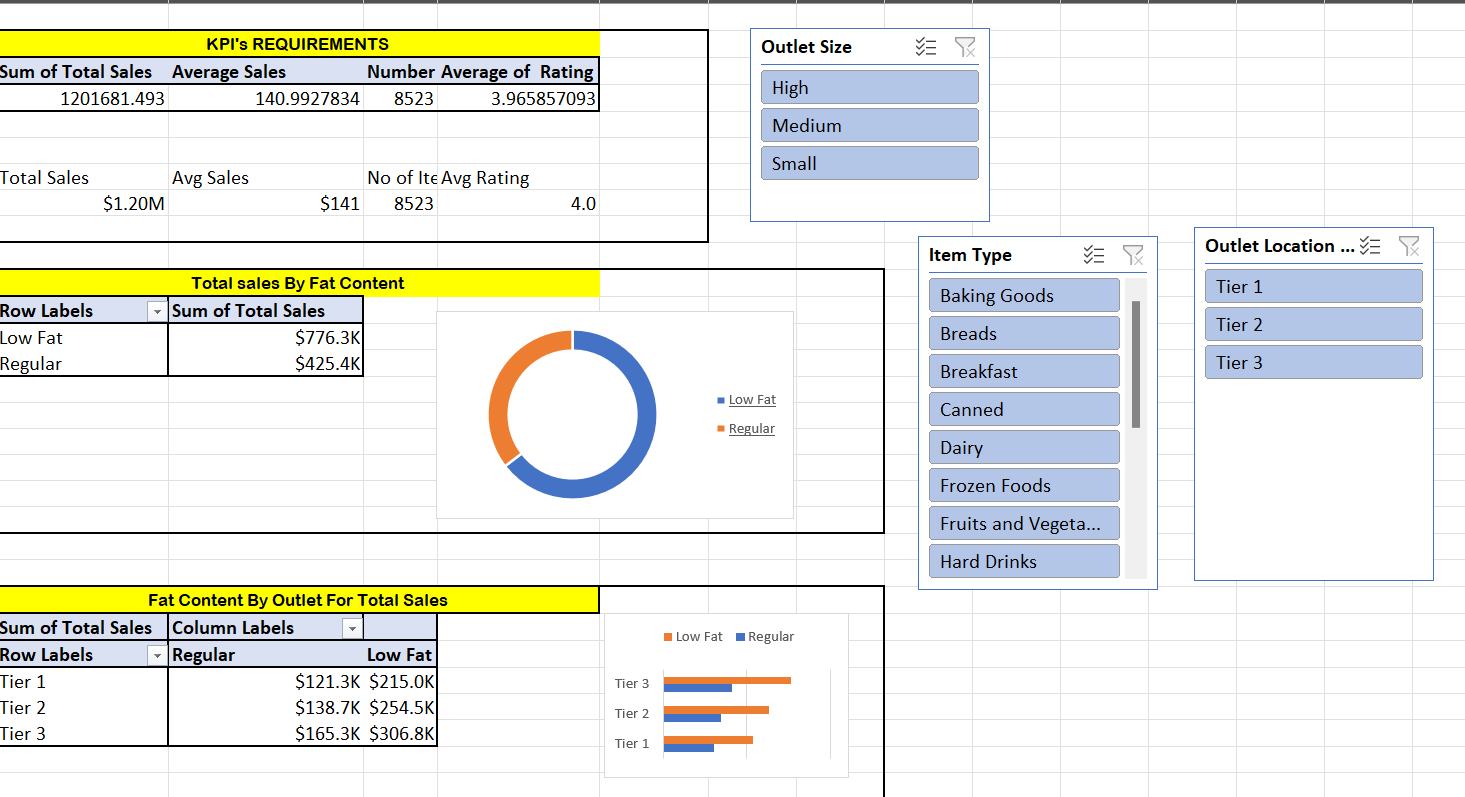 KPI's REQUIREMENTS
Sum of Total Sales Average Sales Number Average of Rating
1201681.493 140.9927834 8523 3.965857093
Total Sales Avg Sales No of Ite Avg Rating
$1.20M $141 8523 4.0
Total sales By Fat Content
Row Labels Sum of Total Sales
Low Fat $776.3K
Regular $425.4K
Low Fat
Regular
Fat Content By Outlet For Total Sales
Sum of Total Sales Column Labels
Row Labels Regular Low Fat
Tier 1 $121.3K $215.0K
Tier 2 $138.7K $254.5K
Tier 3 $165.3K $306.8K
Low Fat Regular
Tier 3
Tier 2
Tier 1
Outlet Size
High
Medium
Small
Item Type
Baking Goods
Breads
Breakfast
Canned
Dairy
Frozen Foods
Fruits and Vegeta...
Hard Drinks
Outlet Location ...
Tier 1
Tier 2
Tier 3